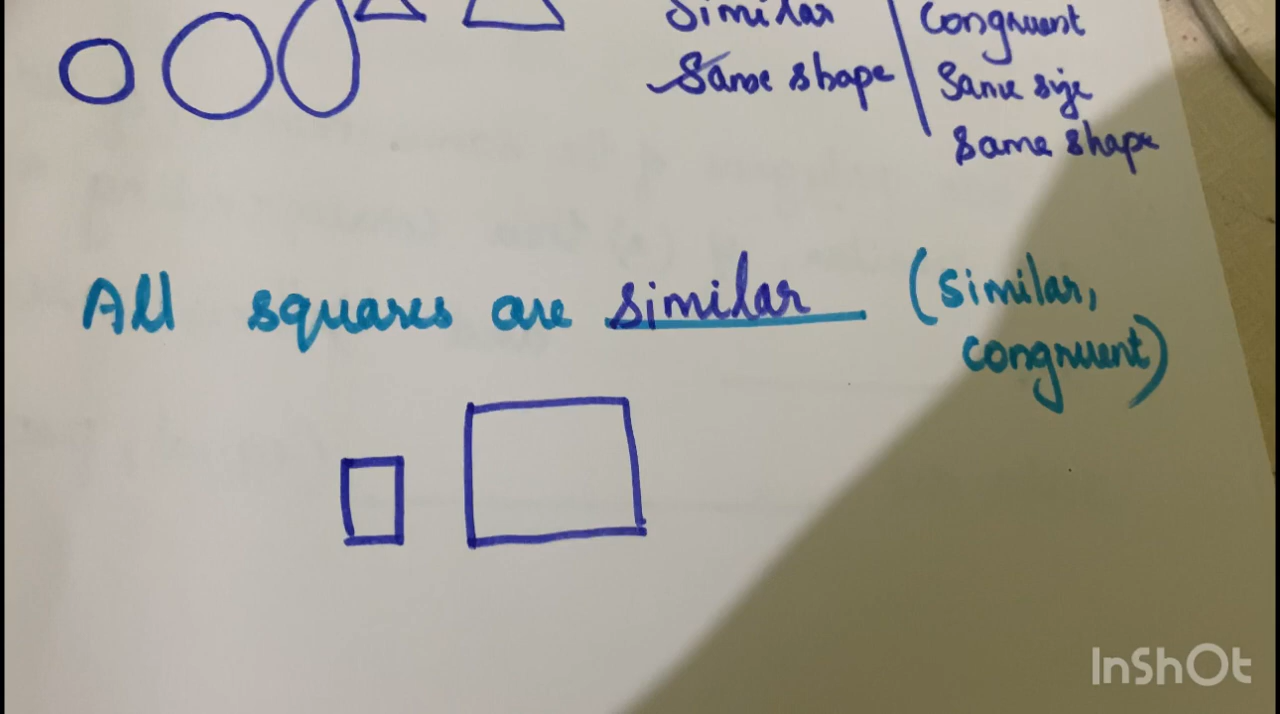 Similar
Congruent
Same shape
Same size
Same shape
All squares are similar (similar,
congruent)
InShOt